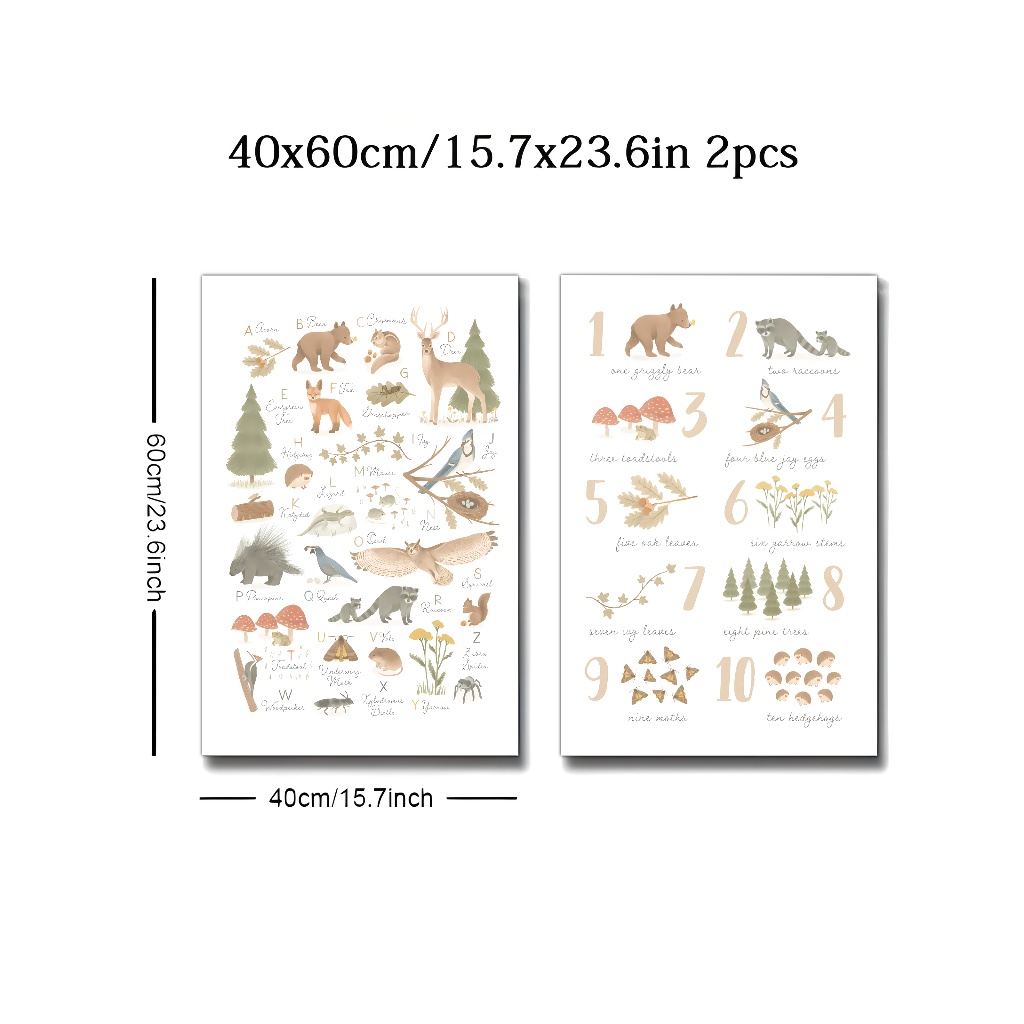 40x60cm/15.7x23.6in 2pcs
60cm/23.6inch
A Acorn
B Bear
C Chipmunk
D
Deer
E
Evergreen
Tree
F Fox
G
Grasshopper
H
Hedgehog
I Ivy
J
Jay
K
Katydid
L
Lizard
M Mouse
N
Nest
O Owl
P Porcupine
Q Quail
R
Raccoon
S
Squirrel
T
Toadstool
U
Underwing
Moth
V Vole
W
Woodpecker
X
Xylodromus
Y Yarrow
Z
Spider
40cm/15.7inch
1
one grizzly bear
2
two raccoons
3
three toadstools
4
four blue jay eggs
5
five oak leaves
6
six yarrow stems
7
seven ivy leaves
8
eight pine trees
9
nine moths
10
ten hedgehogs